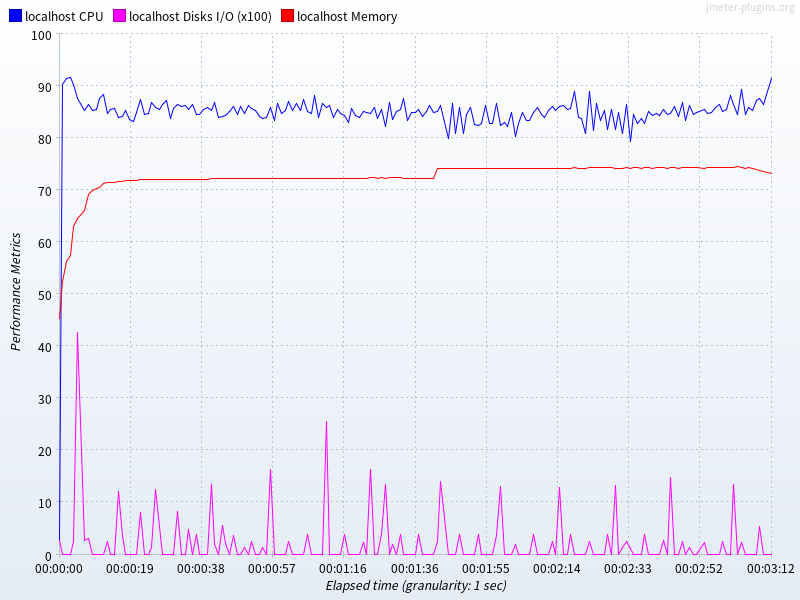 jmeter-plugins.org
localhost CPU localhost Disks I/O (x100) localhost Memory
100
90
80
70
60
50
40
30
20
10
0
Performance Metrics
00:00:00 00:00:19 00:00:38 00:00:57 00:01:16 00:01:36 00:01:55 00:02:14 00:02:33 00:02:52 00:03:12
Elapsed time (granularity: 1 sec)